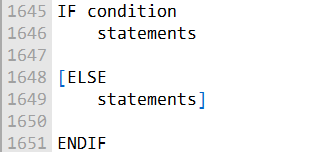 1645 IF condition
1646     statements
1647
1648 [ELSE
1649     statements]
1650
1651 ENDIF